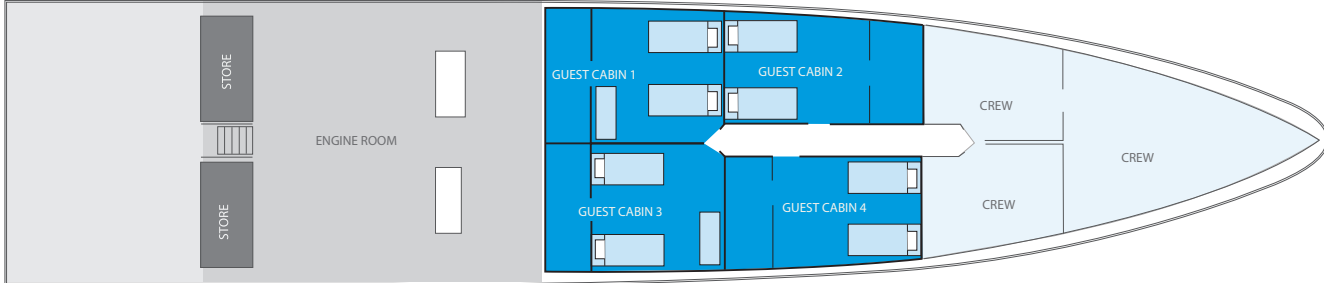 STORE
STORE
ENGINE ROOM
GUEST CABIN 1
GUEST CABIN 2
GUEST CABIN 3
GUEST CABIN 4
CREW
CREW
CREW